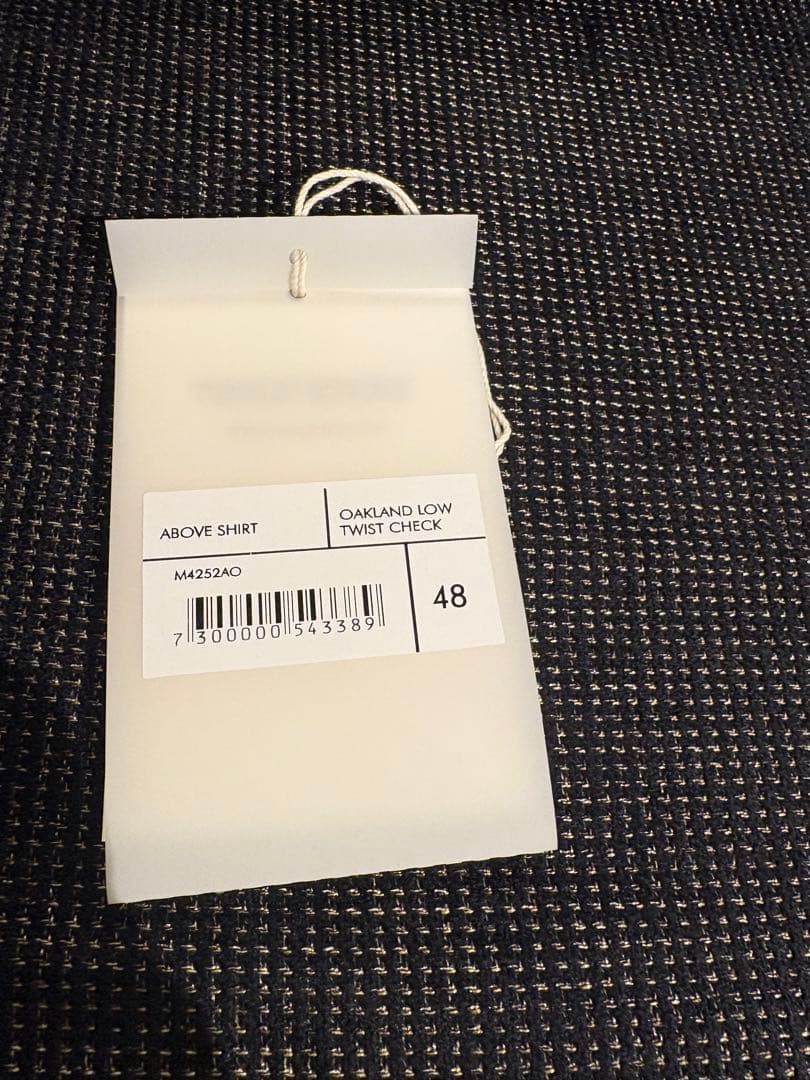 ABOVE SHIRT
OAKLAND LOW
TWIST CHECK
M4252AO
48
7 300000 543389